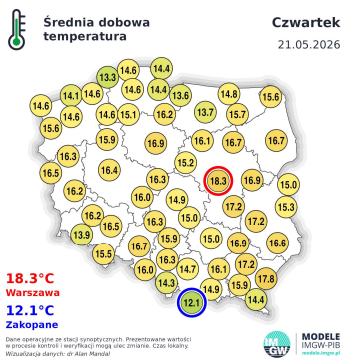 Średnia dobowa
temperatura
Czwartek
21.05.2026
14.6 14.4
13.3
14.6 14.4 13.6 14.8 15.6
14.1 14.6
14.6
14.6 15.1 16.2 13.7 15.7
15.6
15.9 16.9 16.1 16.7 16.7
16.3 15.2
16.5 16.4 16.3 18.3 16.9 15.0
16.2 16.0 14.9 17.2 15.3
16.2 16.5 15.0 17.2
13.9 16.3 15.9 15.0 16.9 16.6
15.5 16.7
16.0 16.3 14.7 16.1 17.2
14.3 14.9 15.9 17.8
12.1 14.4
18.3°C
Warszawa
12.1°C
Zakopane
Dane operacyjne ze stacji synoptycznych. Prezentowane wartości
w procesie kontroli i weryfikacji mogą ulec zmianie. Czas lokalny.
Wizualizacja danych: dr Alan Mandal
IM
GW
MODELE
IMGW-PIB